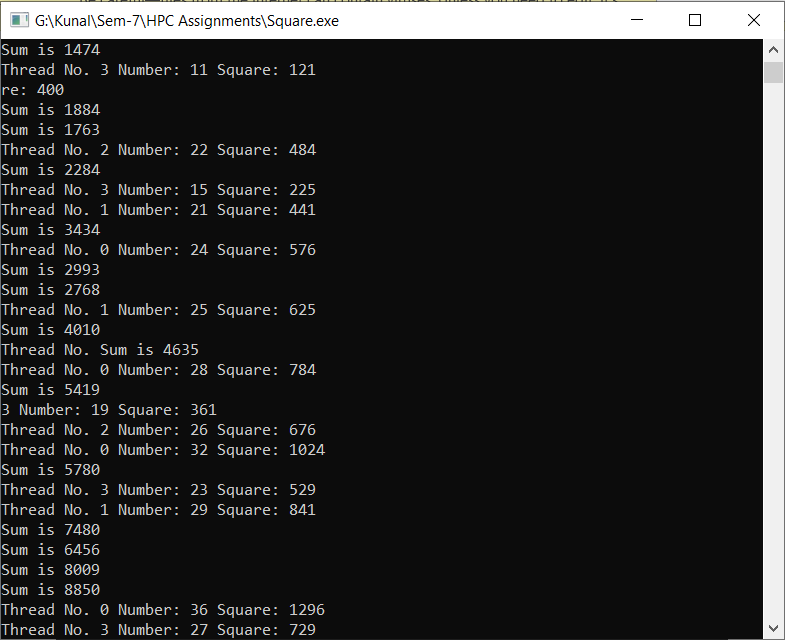 G:\Kunal\Sem-7\HPC Assignments\Square.exe
Sum is 1474
Thread No. 3 Number: 11 Square: 121
re: 400
Sum is 1884
Sum is 1763
Thread No. 2 Number: 22 Square: 484
Sum is 2284
Thread No. 3 Number: 15 Square: 225
Thread No. 1 Number: 21 Square: 441
Sum is 3434
Thread No. 0 Number: 24 Square: 576
Sum is 2993
Sum is 2768
Thread No. 1 Number: 25 Square: 625
Sum is 4010
Thread No. Sum is 4635
Thread No. 0 Number: 28 Square: 784
Sum is 5419
3 Number: 19 Square: 361
Thread No. 2 Number: 26 Square: 676
Thread No. 0 Number: 32 Square: 1024
Sum is 5780
Thread No. 3 Number: 23 Square: 529
Thread No. 1 Number: 29 Square: 841
Sum is 7480
Sum is 6456
Sum is 8009
Sum is 8850
Thread No. 0 Number: 36 Square: 1296
Thread No. 3 Number: 27 Square: 729